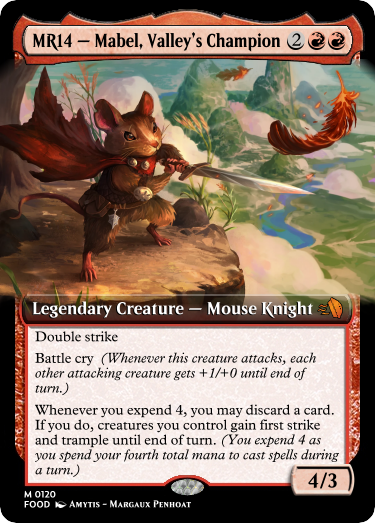 MR14 — Mabel, Valley's Champion 2
Legendary Creature — Mouse Knight
Double strike
Battle cry (Whenever this creature attacks, each
other attacking creature gets +1/+0 until end of
turn.)
Whenever you expend 4, you may discard a card.
If you do, creatures you control gain first strike
and trample until end of turn. (You expend 4 as
you spend your fourth total mana to cast spells during
a turn.)
4/3
M 0120
FOOD AMYTIS – MARGAUX PENHOAT